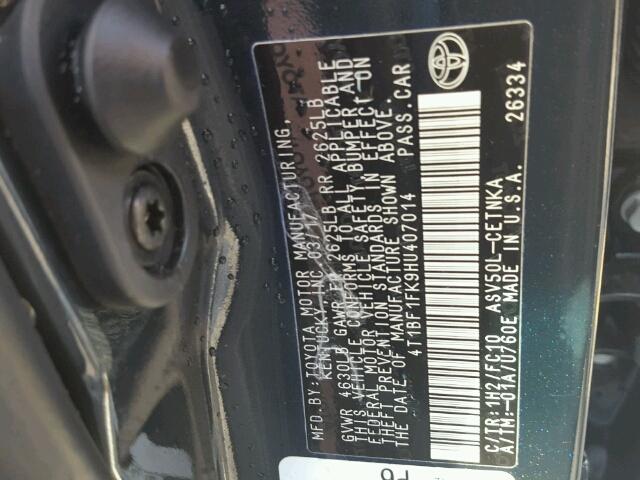 MFD. BY: TOYOTA MOTOR MANUFACTURING,
KENTUCKY, INC. 03/17
GVWR 4630LB GAWR FR 2625LB RR 2625LB
THIS VEHICLE CONFORMS TO ALL APPLICABLE
FEDERAL MOTOR VEHICLE SAFETY, BUMPER AND
THEFT PREVENTION STANDARDS IN EFFECT ON
THE DATE OF MANUFACTURE SHOWN ABOVE.
4T1BF1FK9HU407014 PASS. CAR
C/TR: 1H2/FC10 ASV50L-CETNKA
A/TM: -01A/U760E MADE IN U.S.A. 26334